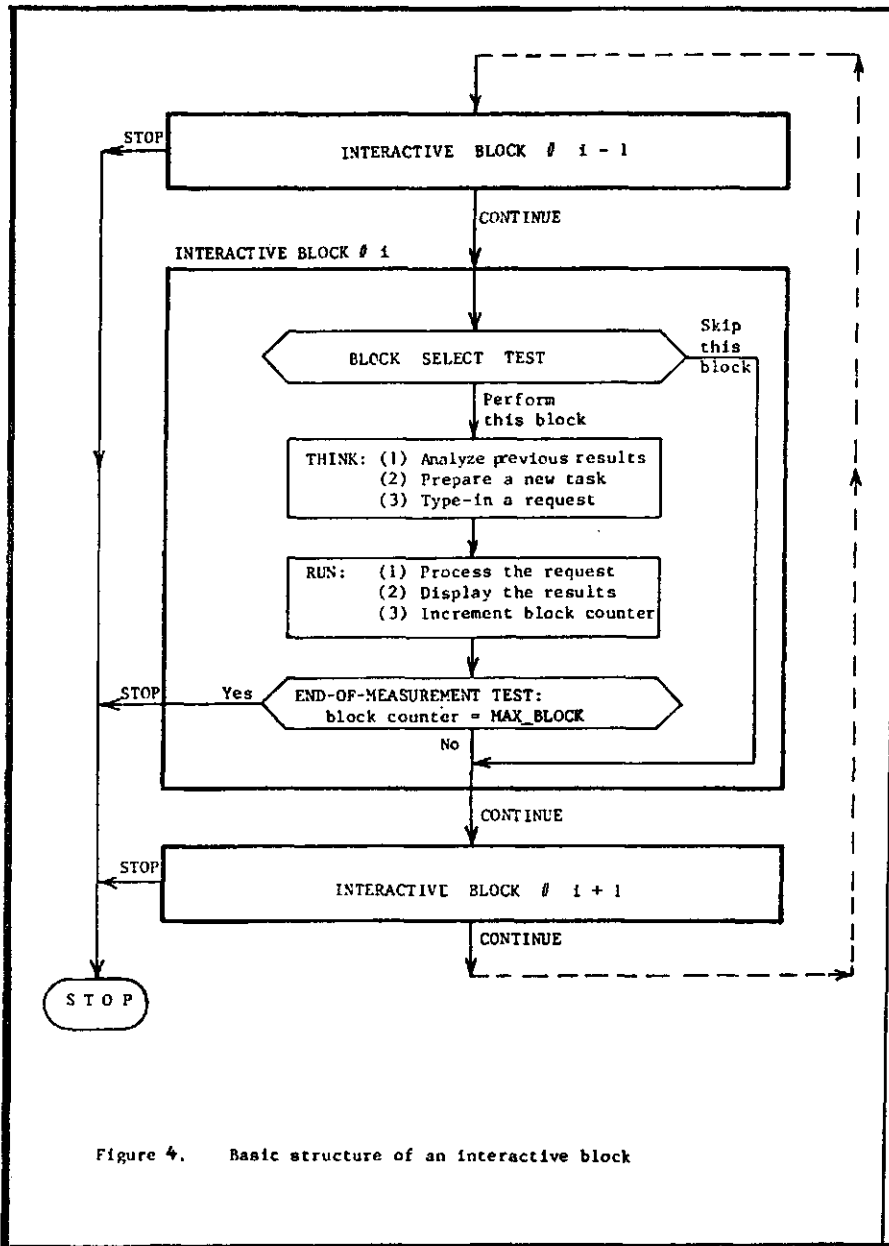 STOP
INTERACTIVE BLOCK # i - 1
CONTINUE
INTERACTIVE BLOCK # i
Skip
this
block
BLOCK SELECT TEST
Perform
this block
THINK: (1) Analyze previous results
(2) Prepare a new task
(3) Type-in a request
RUN: (1) Process the request
(2) Display the results
(3) Increment block counter
STOP
Yes
END-OF-MEASUREMENT TEST:
block counter = MAX_BLOCK
No
CONTINUE
STOP
INTERACTIVE BLOCK # i + 1
CONTINUE
STOP
Figure 4. Basic structure of an interactive block